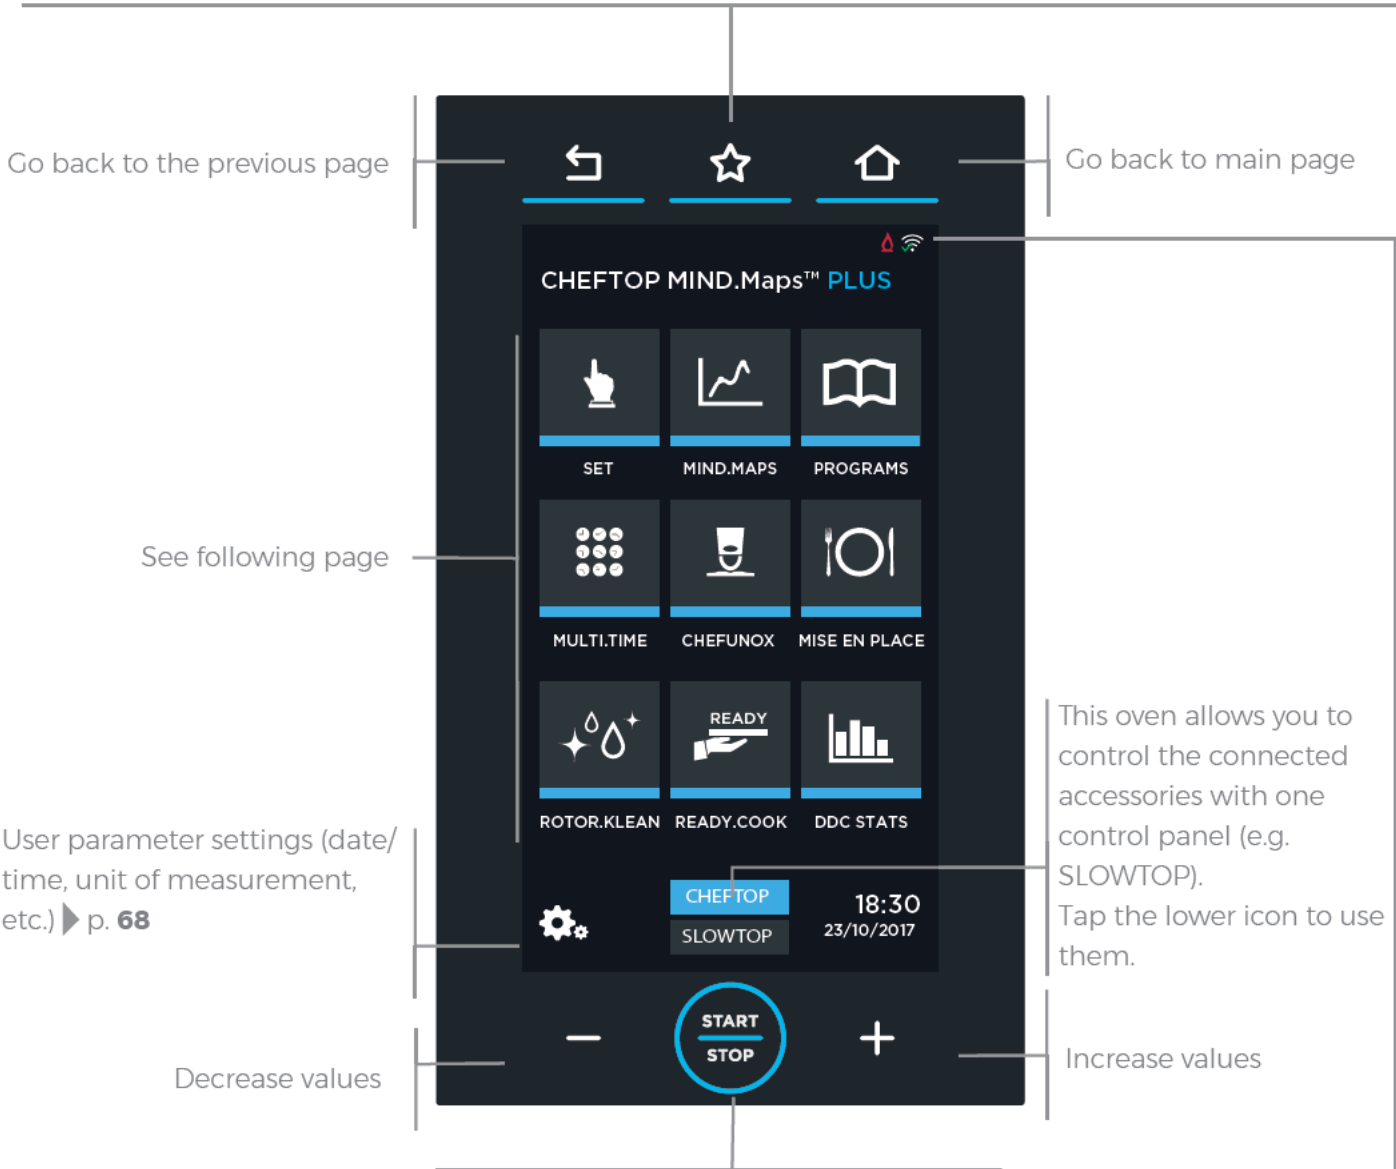 Go back to the previous page
Go back to main page
CHEFTOP MIND.Maps™ PLUS
SET
MIND.MAPS
PROGRAMS
See following page
MULTI.TIME
CHEFUNOX
MISE EN PLACE
READY
ROTOR.KLEAN
READY.COOK
DDC STATS
This oven allows you to
control the connected
accessories with one
control panel (e.g.
SLOWTOP).
Tap the lower icon to use
them.
User parameter settings (date/
time, unit of measurement,
etc.) p. 68
CHEFTOP
SLOWTOP
18:30
23/10/2017
START
STOP
Decrease values
Increase values